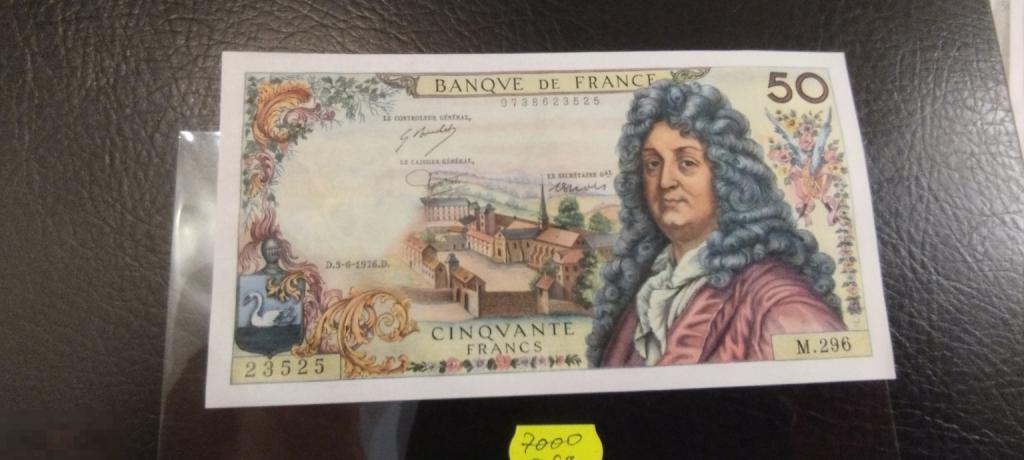 BANQVE DE FRANCE
50
0738623525
LE CONTROLEUR GÉNÉRAL,
LE CAISSIER GÉNÉRAL,
LE SECRÉTAIRE GAL
D.3-6-1976.D.
CINQVANTE
FRANCS
23525
M.296
7000